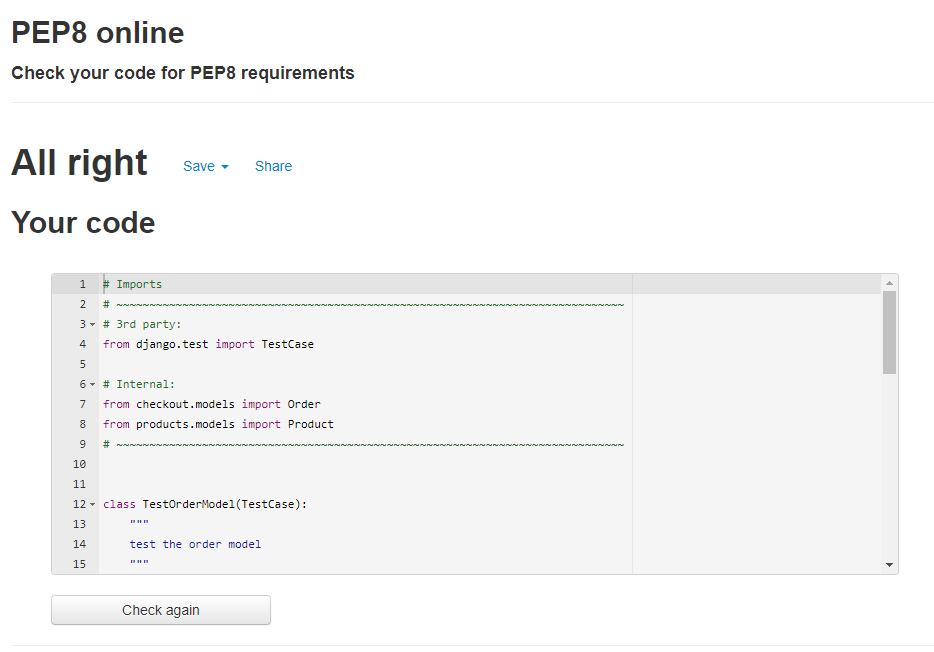 PEP8 online
Check your code for PEP8 requirements
All right Save Share
Your code
1 # Imports
2 # ~~~~~~~~~~~~~~~~~~~~~~~~~~~~~~~~~~~~~~~~~~~~~~~~~~~~~~~~~~~~~~~~~~~~~~~~~~~~~
3 # 3rd party:
4 from django.test import TestCase
5
6 # Internal:
7 from checkout.models import Order
8 from products.models import Product
9 # ~~~~~~~~~~~~~~~~~~~~~~~~~~~~~~~~~~~~~~~~~~~~~~~~~~~~~~~~~~~~~~~~~~~~~~~~~~~~~
10
11
12 class TestOrderModel(TestCase):
13     """
14     test the order model
15     """
Check again